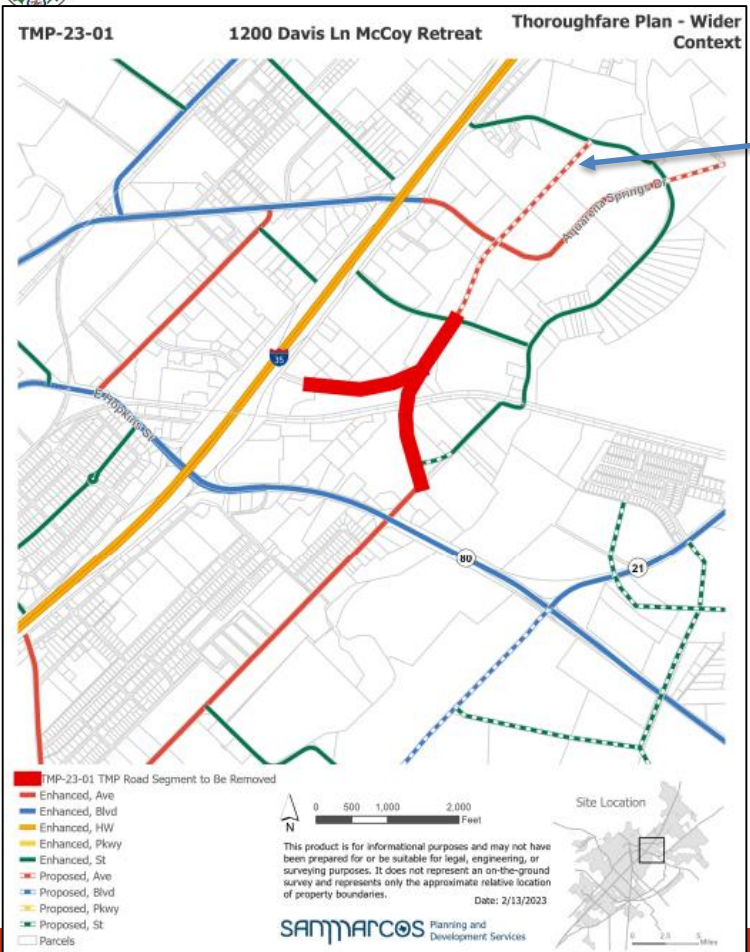 TMP-23-01
1200 Davis Ln McCoy Retreat
Thoroughfare Plan - Wider
Context
Aquarena Springs Dr
35
E Hopkins St
80
21
TMP-23-01 TMP Road Segment to Be Removed
Enhanced, Ave
Enhanced, Blvd
Enhanced, HW
Enhanced, Pkwy
Enhanced, St
Proposed, Ave
Proposed, Blvd
Proposed, Pkwy
Proposed, St
Parcels
N
0 500 1,000 2,000
Feet
This product is for informational purposes and may not have
been prepared for or be suitable for legal, engineering, or
surveying purposes. It does not represent an on-the-ground
survey and represents only the approximate relative location
of property boundaries.
Date: 2/13/2023
SANMARCOS Planning and
Development Services
Site Location
0 2.5 5
Miles